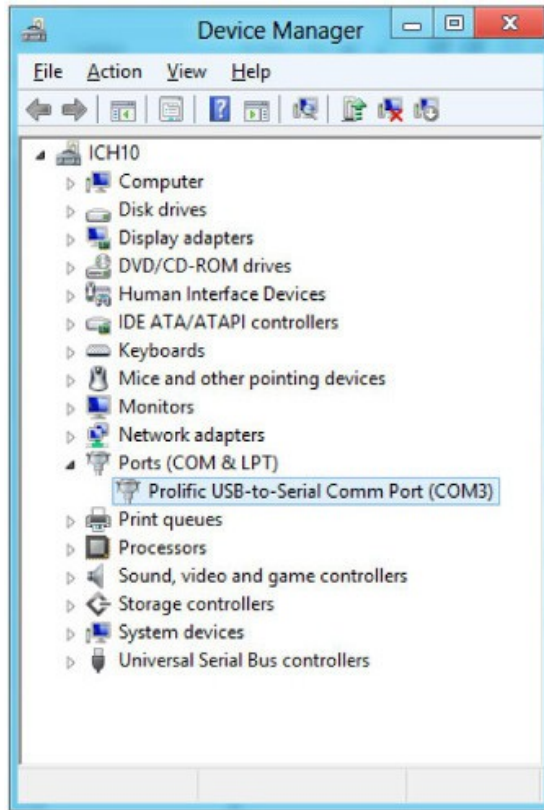 Device Manager
File Action View Help
ICH10
Computer
Disk drives
Display adapters
DVD/CD-ROM drives
Human Interface Devices
IDE ATA/ATAPI controllers
Keyboards
Mice and other pointing devices
Monitors
Network adapters
Ports (COM & LPT)
Prolific USB-to-Serial Comm Port (COM3)
Print queues
Processors
Sound, video and game controllers
Storage controllers
System devices
Universal Serial Bus controllers